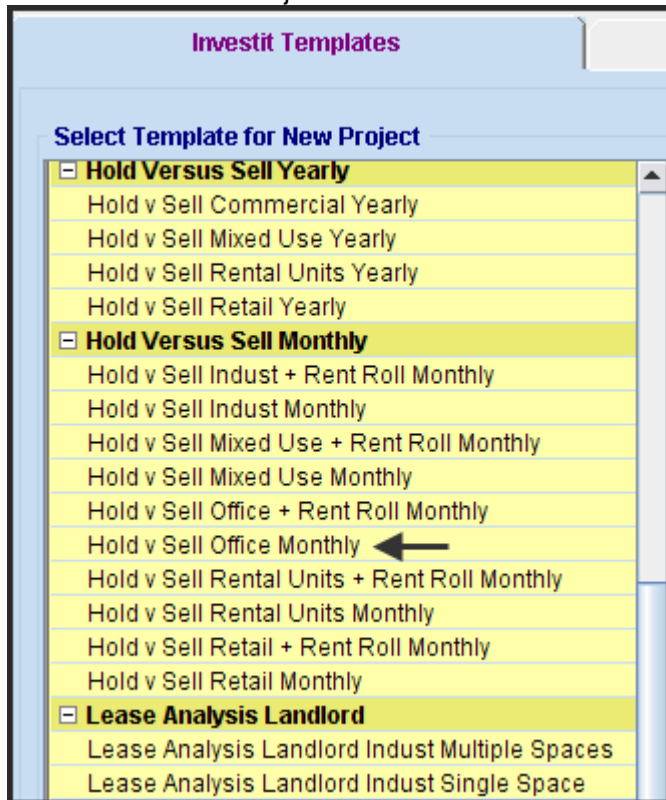 Investit Templates
Select Template for New Project
Hold Versus Sell Yearly
Hold v Sell Commercial Yearly
Hold v Sell Mixed Use Yearly
Hold v Sell Rental Units Yearly
Hold v Sell Retail Yearly
Hold Versus Sell Monthly
Hold v Sell Indust + Rent Roll Monthly
Hold v Sell Indust Monthly
Hold v Sell Mixed Use + Rent Roll Monthly
Hold v Sell Mixed Use Monthly
Hold v Sell Office + Rent Roll Monthly
Hold v Sell Office Monthly
Hold v Sell Rental Units + Rent Roll Monthly
Hold v Sell Rental Units Monthly
Hold v Sell Retail + Rent Roll Monthly
Hold v Sell Retail Monthly
Lease Analysis Landlord
Lease Analysis Landlord Indust Multiple Spaces
Lease Analysis Landlord Indust Single Space